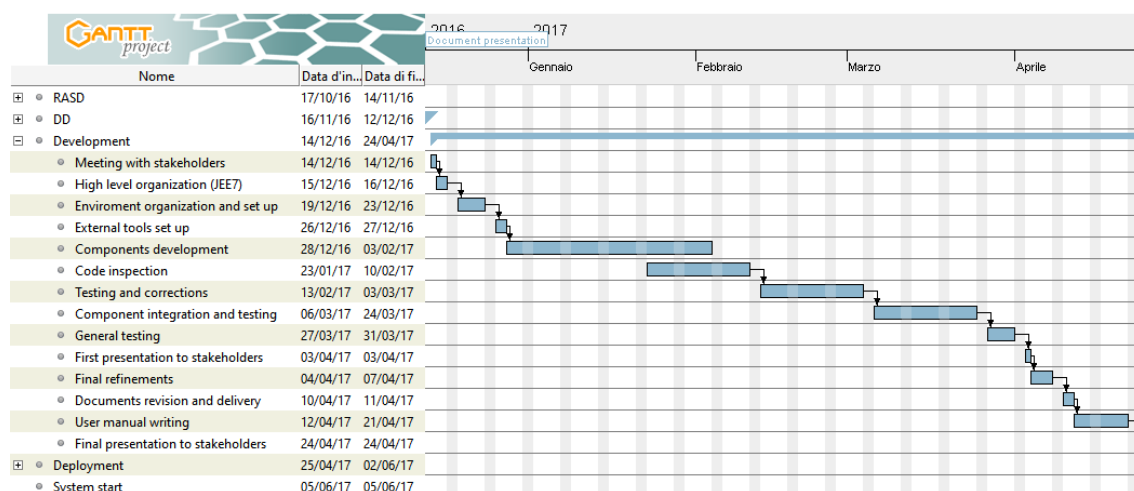 GANTT
project
2016 2017
Document presentation
Nome Data d'in... Data di fi...
Gennaio Febbraio Marzo Aprile
RASD 17/10/16 14/11/16
DD 16/11/16 12/12/16
Development 14/12/16 24/04/17
Meeting with stakeholders 14/12/16 14/12/16
High level organization (JEE7) 15/12/16 16/12/16
Enviroment organization and set up 19/12/16 23/12/16
External tools set up 26/12/16 27/12/16
Components development 28/12/16 03/02/17
Code inspection 23/01/17 10/02/17
Testing and corrections 13/02/17 03/03/17
Component integration and testing 06/03/17 24/03/17
General testing 27/03/17 31/03/17
First presentation to stakeholders 03/04/17 03/04/17
Final refinements 04/04/17 07/04/17
Documents revision and delivery 10/04/17 11/04/17
User manual writing 12/04/17 21/04/17
Final presentation to stakeholders 24/04/17 24/04/17
Deployment 25/04/17 02/06/17
System start 05/06/17 05/06/17